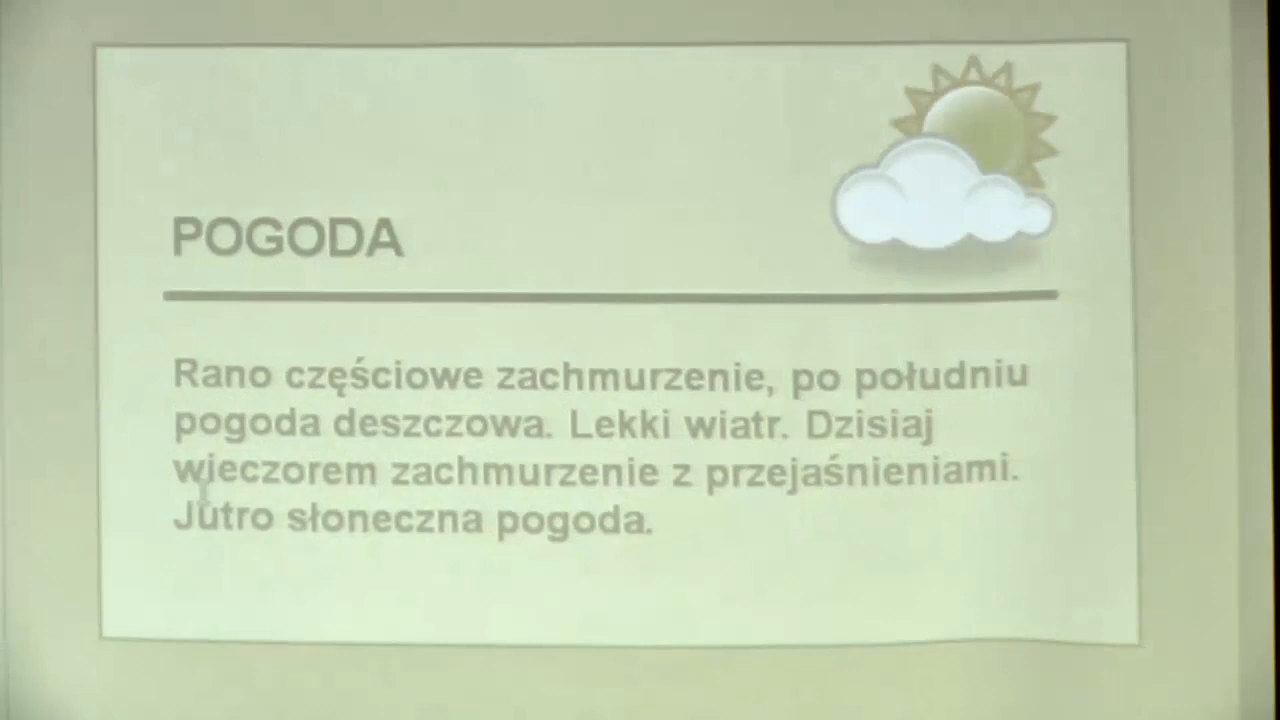 POGODA
Rano częściowe zachmurzenie, po południu
pogoda deszczowa. Lekki wiatr. Dzisiaj
wieczorem zachmurzenie z przejaśnieniami.
Jutro słoneczna pogoda.